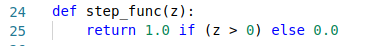 24 def step_func(z):
25     return 1.0 if (z > 0) else 0.0